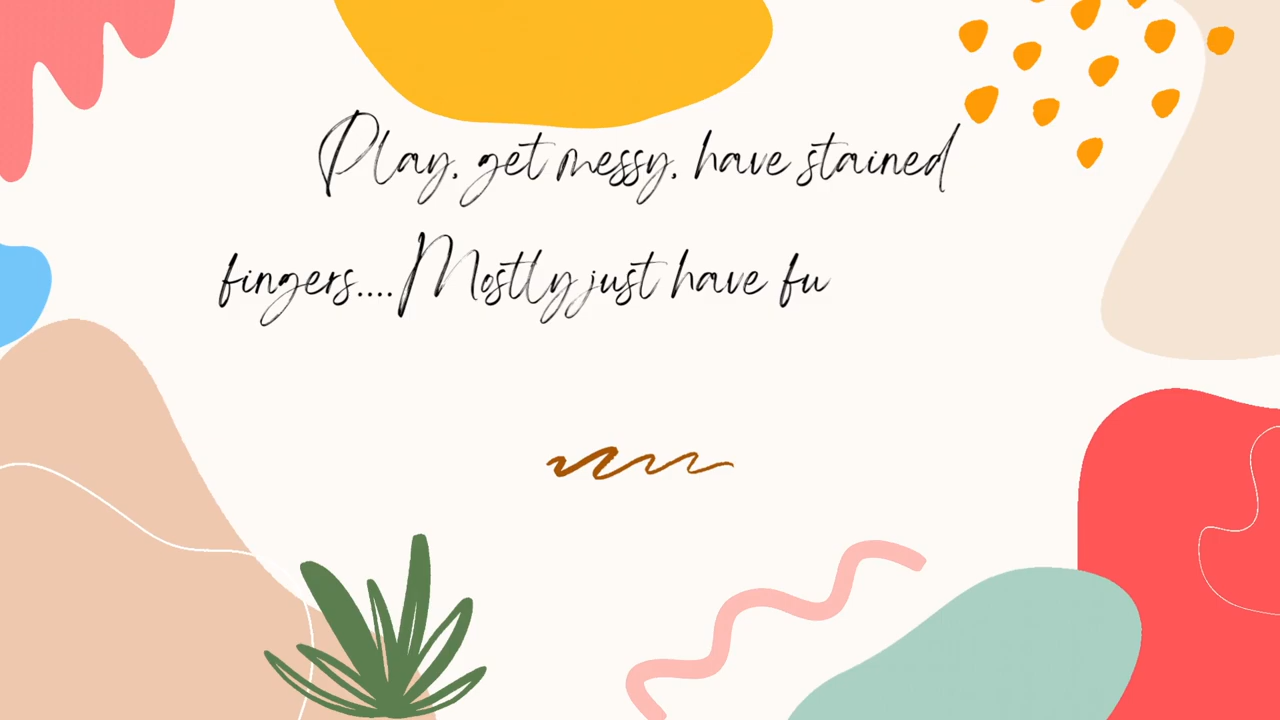 Play, get messy, have stained
fingers....Mostly just have fu